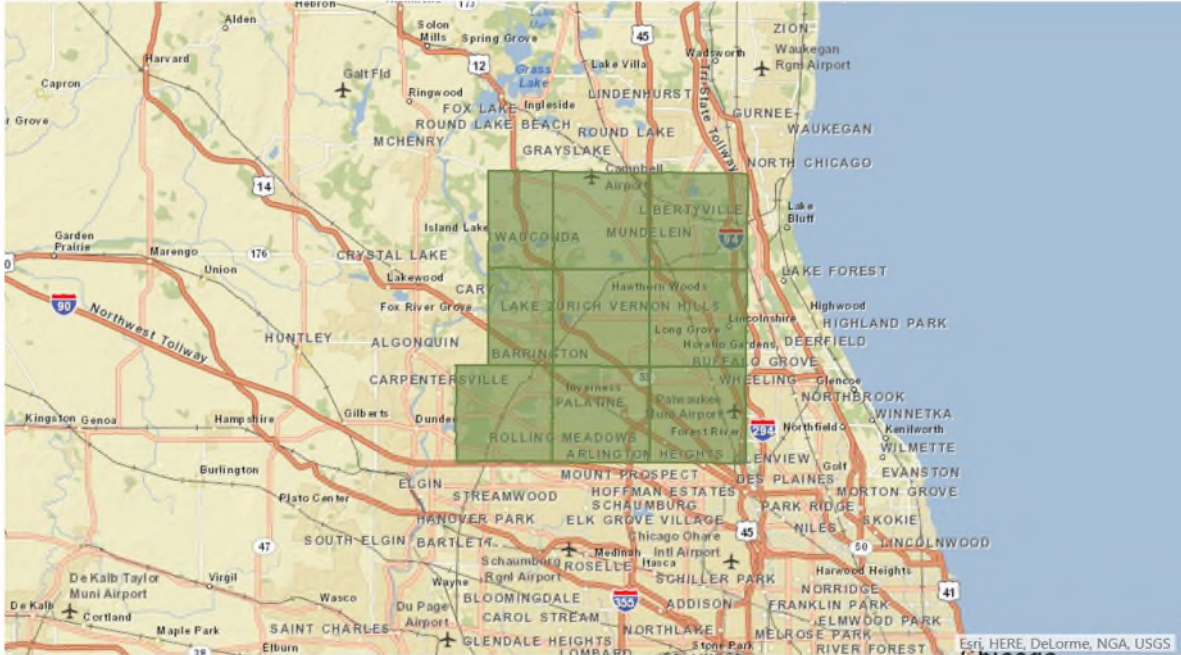 173
Hebron
Alden
Solon
Mills
Spring Grove
45
ZION
Wadsworth
Waukegan
Rgnl Airport
Harvard
12
Grass
Lake
Lake Villa
Capron
Galt Fld
Ringwood
LINDENHURST
Tri State Tollway
FOX LAKE
Ingleside
GURNEE
ROUND LAKE BEACH
ROUND LAKE
WAUKEGAN
MCHENRY
GRAYSLAKE
NORTH CHICAGO
14
Campbell
Airport
LIBERTYVILLE
Lake
Bluff
Garden
Prairie
Island Lake
WAUCONDA
MUNDELEIN
94
Marengo
176
CRYSTAL LAKE
Union
Lakewood
CARY
Hawthorn Woods
LAKE FOREST
90
Northwest Tollway
Fox River Grove
LAKE ZURICH
VERNON HILLS
Highwood
HIGHLAND PARK
Lincolnshire
Long Grove
HUNTLEY
ALGONQUIN
Horatio Gardens
DEERFIELD
BARRINGTON
BUFFALO GROVE
CARPENTERSVILLE
53
WHEELING
Glencoe
Inverness
PALATINE
Palwaukee
Muni Airport
NORTHBROOK
Kingston
Genoa
Hampshire
Gilberts
Dundee
WINNETKA
Forest River
294
Northfield
Kenilworth
ROLLING MEADOWS
WILMETTE
ARLINGTON HEIGHTS
GLENVIEW
Golf
EVANSTON
Burlington
MOUNT PROSPECT
DES PLAINES
ELGIN
Plato Center
STREAMWOOD
HOFFMAN ESTATES
MORTON GROVE
SCHAUMBURG
PARK RIDGE
HANOVER PARK
ELK GROVE VILLAGE
NILES
SKOKIE
45
SOUTH ELGIN
BARTLETT
Chicago Ohare
Intl Airport
50
LINCOLNWOOD
47
Medinah
Itasca
Schaumburg
Rgnl Airport
ROSELLE
Harwood Heights
De Kalb Taylor
Muni Airport
Virgil
Wayne
SCHILLER PARK
NORRIDGE
41
Wasco
BLOOMINGDALE
355
ADDISON
FRANKLIN PARK
De Kalb
Cortland
Du Page
Airport
CAROL STREAM
ELMWOOD PARK
Maple Park
SAINT CHARLES
NORTHLAKE
MELROSE PARK
Elburn
GLENDALE HEIGHTS
Stone Park
RIVER FOREST
LOMBARD
Esri, HERE, DeLorme, NGA, USGS